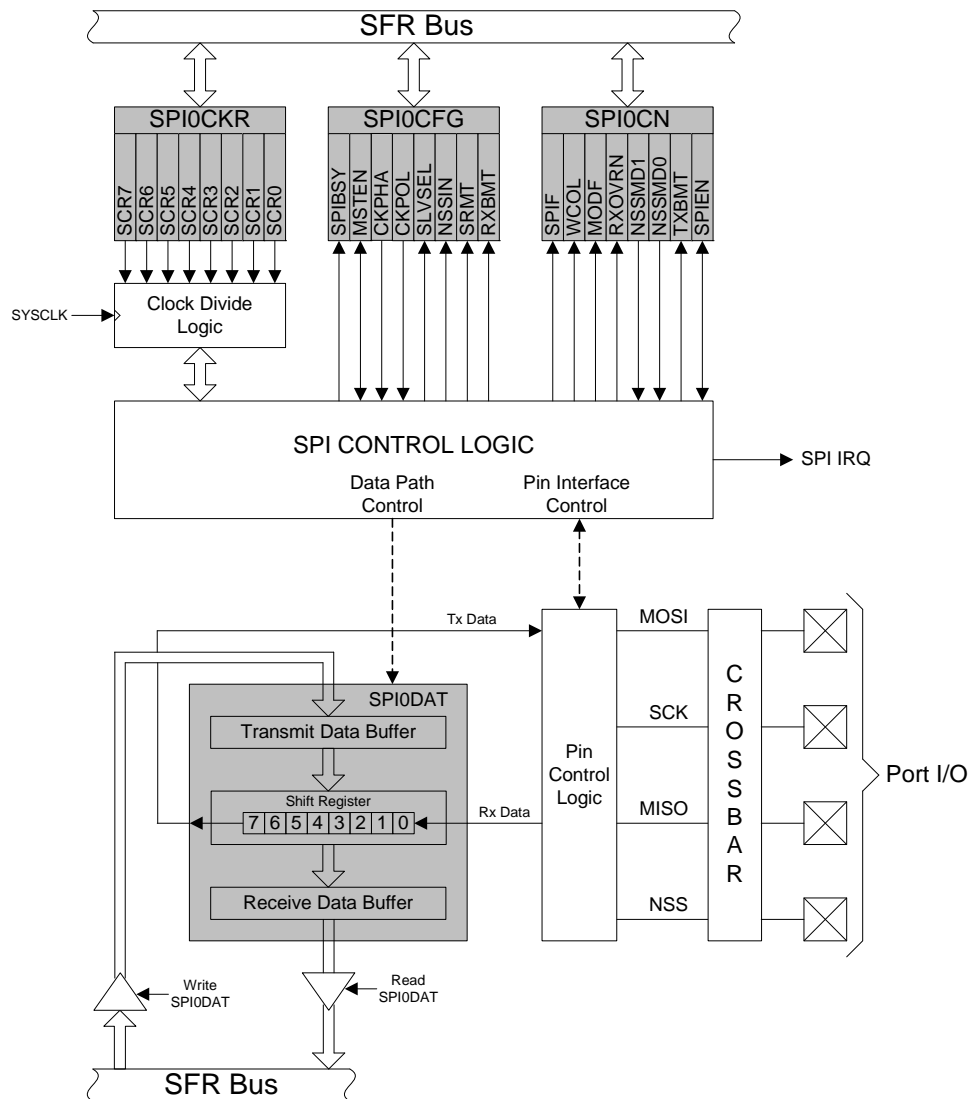 SFR Bus
SPI0CKR
SCR7
SCR6
SCR5
SCR4
SCR3
SCR2
SCR1
SCR0
SPI0CFG
SPIBSY
MSTEN
CKPHA
CKPOL
SLVSEL
NSSIN
SRMT
RXBMT
SPI0CN
SPIF
WCOL
MODF
RXOVRN
NSSMD1
NSSMD0
TXBMT
SPIEN
SYSCLK
Clock Divide
Logic
SPI CONTROL LOGIC
Data Path
Control
Pin Interface
Control
SPI IRQ
Tx Data
SPI0DAT
Transmit Data Buffer
Shift Register
7 6 5 4 3 2 1 0
Rx Data
Receive Data Buffer
Pin
Control
Logic
MOSI
SCK
MISO
NSS
CROSSBAR
Port I/O
Write
SPI0DAT
Read
SPI0DAT
SFR Bus